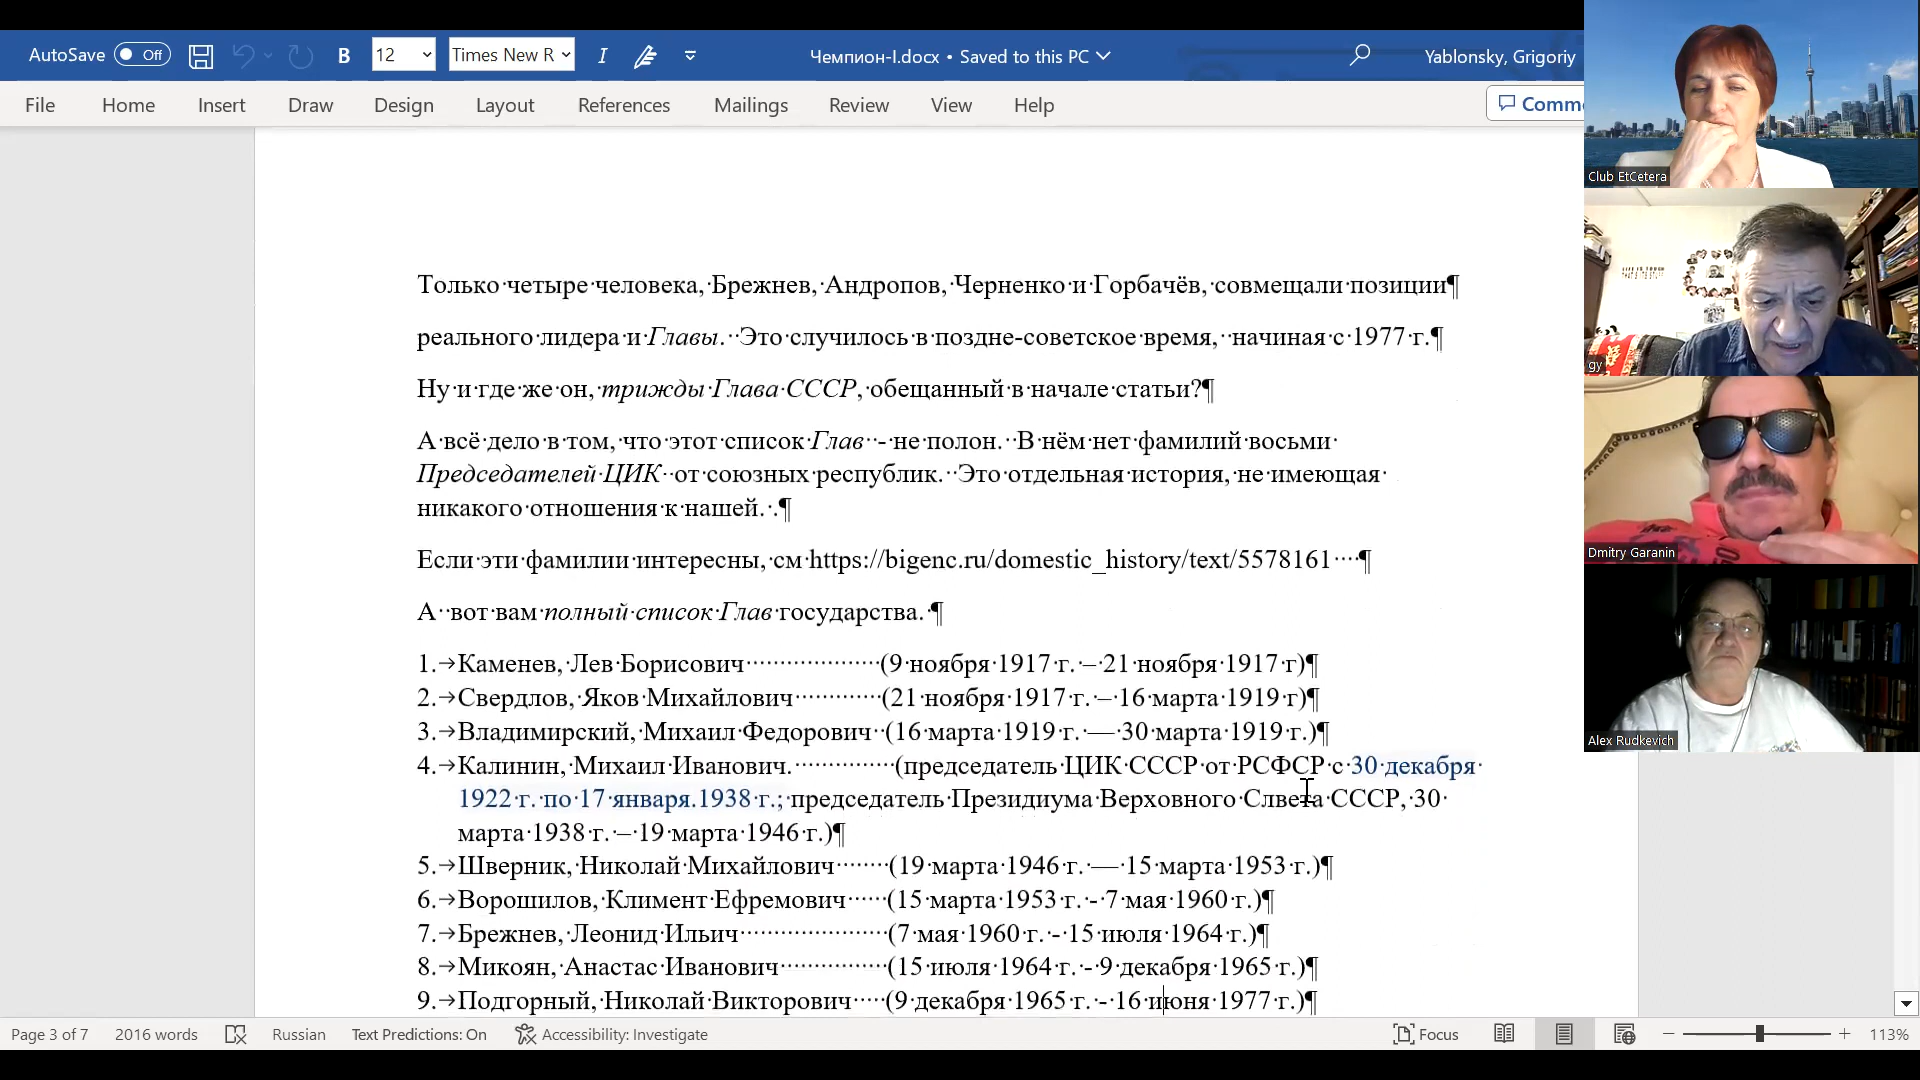 AutoSave Off B 12 Times New R I Чемпион-I.docx • Saved to this PC Yablonsky, Grigoriy
File Home Insert Draw Design Layout References Mailings Review View Help Comme
Только четыре человека, Брежнев, Андропов, Черненко и Горбачёв, совмещали позиции¶
реального лидера и Главы. Это случилось в поздне-советское время, начиная с 1977 г.¶
Ну и где же он, трижды Глава СССР, обещанный в начале статьи?¶
А всё дело в том, что этот список Глав - не полон. В нём нет фамилий восьми
Председателей ЦИК от союзных республик. Это отдельная история, не имеющая
никакого отношения к нашей. .¶
Если эти фамилии интересны, см https://bigenc.ru/domestic_history/text/5578161 ¶
А вот вам полный список Глав государства. ¶
1.→Каменев, Лев Борисович (9 ноября 1917 г. – 21 ноября 1917 г)¶
2.→Свердлов, Яков Михайлович (21 ноября 1917 г. – 16 марта 1919 г)¶
3.→Владимирский, Михаил Федорович (16 марта 1919 г. — 30 марта 1919 г.)¶
4.→Калинин, Михаил Иванович. (председатель ЦИК СССР от РСФСР с 30 декабря
1922 г. по 17 января.1938 г.; председатель Президиума Верховного Слвета СССР, 30
марта 1938 г. – 19 марта 1946 г.)¶
5.→Шверник, Николай Михайлович (19 марта 1946 г. — 15 марта 1953 г.)¶
6.→Ворошилов, Климент Ефремович (15 марта 1953 г. - 7 мая 1960 г.)¶
7.→Брежнев, Леонид Ильич (7 мая 1960 г. - 15 июля 1964 г.)¶
8.→Микоян, Анастас Иванович (15 июля 1964 г. - 9 декабря 1965 г.)¶
9.→Подгорный, Николай Викторович (9 декабря 1965 г. - 16 июня 1977 г.)¶
Page 3 of 7 2016 words Russian Text Predictions: On Accessibility: Investigate Focus 113%
Club EtCetera
gy
Dmitry Garanin
Alex Rudkevich